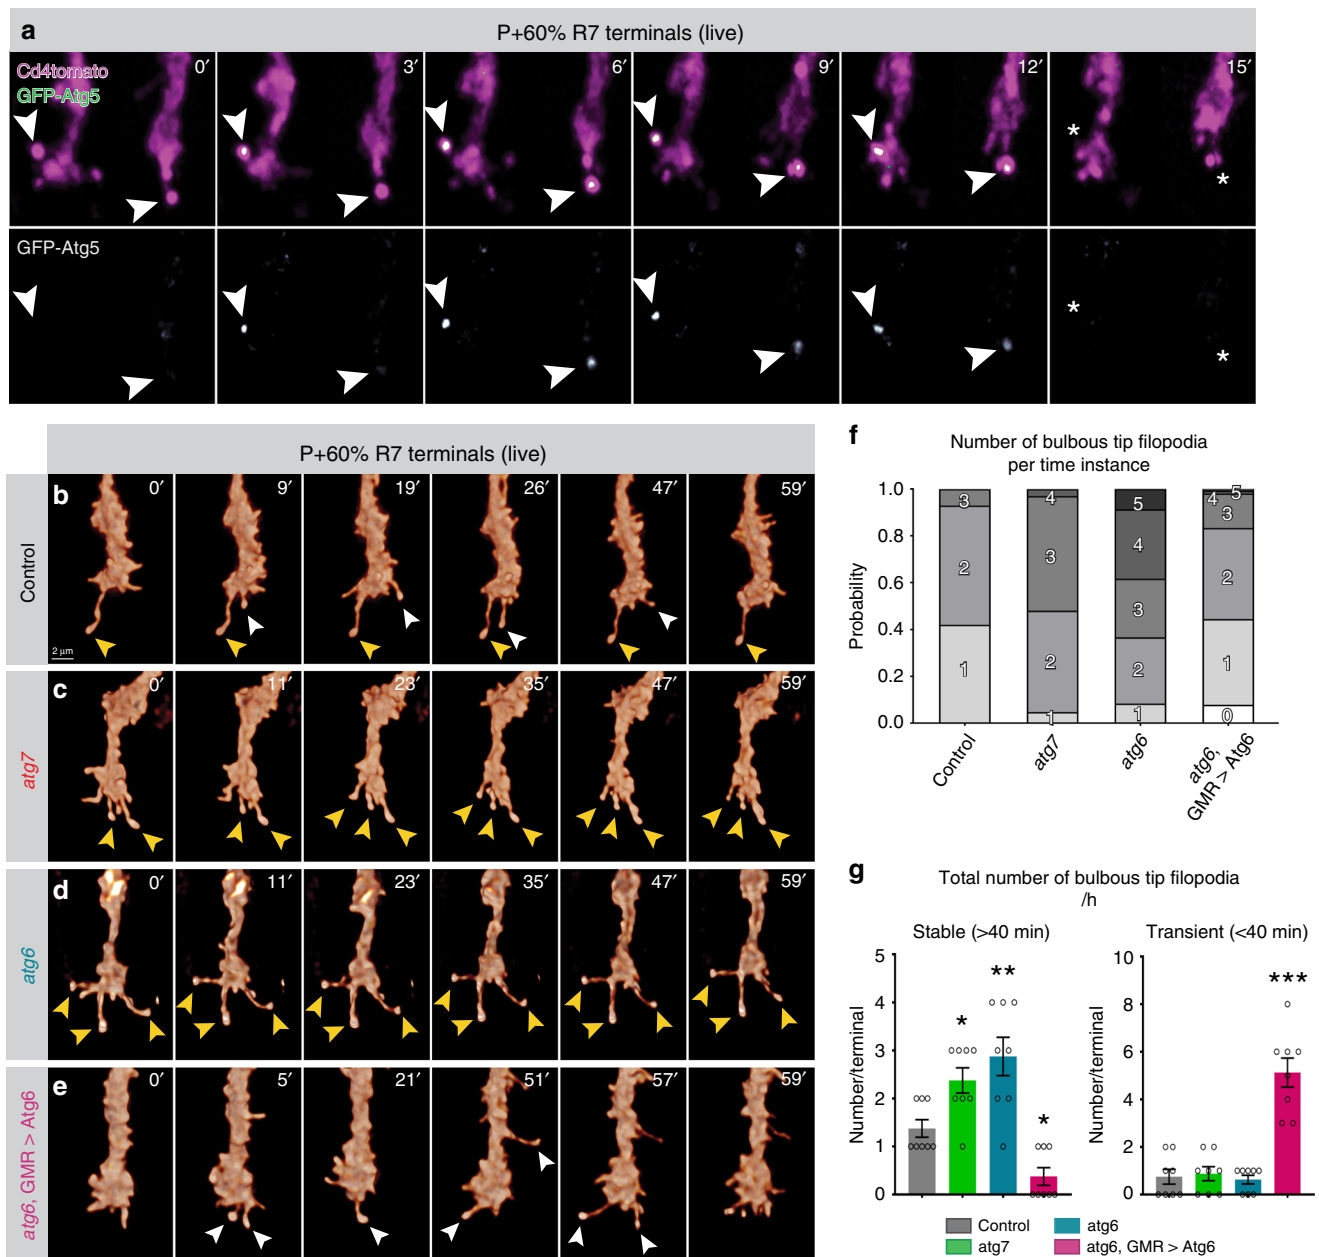 a
P+60% R7 terminals (live)
Cd4tomato
GFP-Atg5
0′
3′
6′
9′
12′
15′
*
*
GFP-Atg5
*
*
P+60% R7 terminals (live)
b
Control
0′
9′
19′
26′
47′
59′
2 µm
c
atg7
0′
11′
23′
35′
47′
59′
d
atg6
0′
11′
23′
35′
47′
59′
e
atg6, GMR > Atg6
0′
5′
21′
51′
57′
59′
f
Number of bulbous tip filopodia
per time instance
Probability
1.0
0.8
0.6
0.4
0.2
0.0
3
2
1
4
3
2
1
5
4
3
2
1
5
4
3
2
1
0
Control
atg7
atg6
atg6,
GMR > Atg6
g
Total number of bulbous tip filopodia
/h
Stable (>40 min)
Number/terminal
5
4
3
2
1
0
*
**
*
Transient (<40 min)
Number/terminal
10
8
6
4
2
0
***
Control
atg6
atg7
atg6, GMR > Atg6